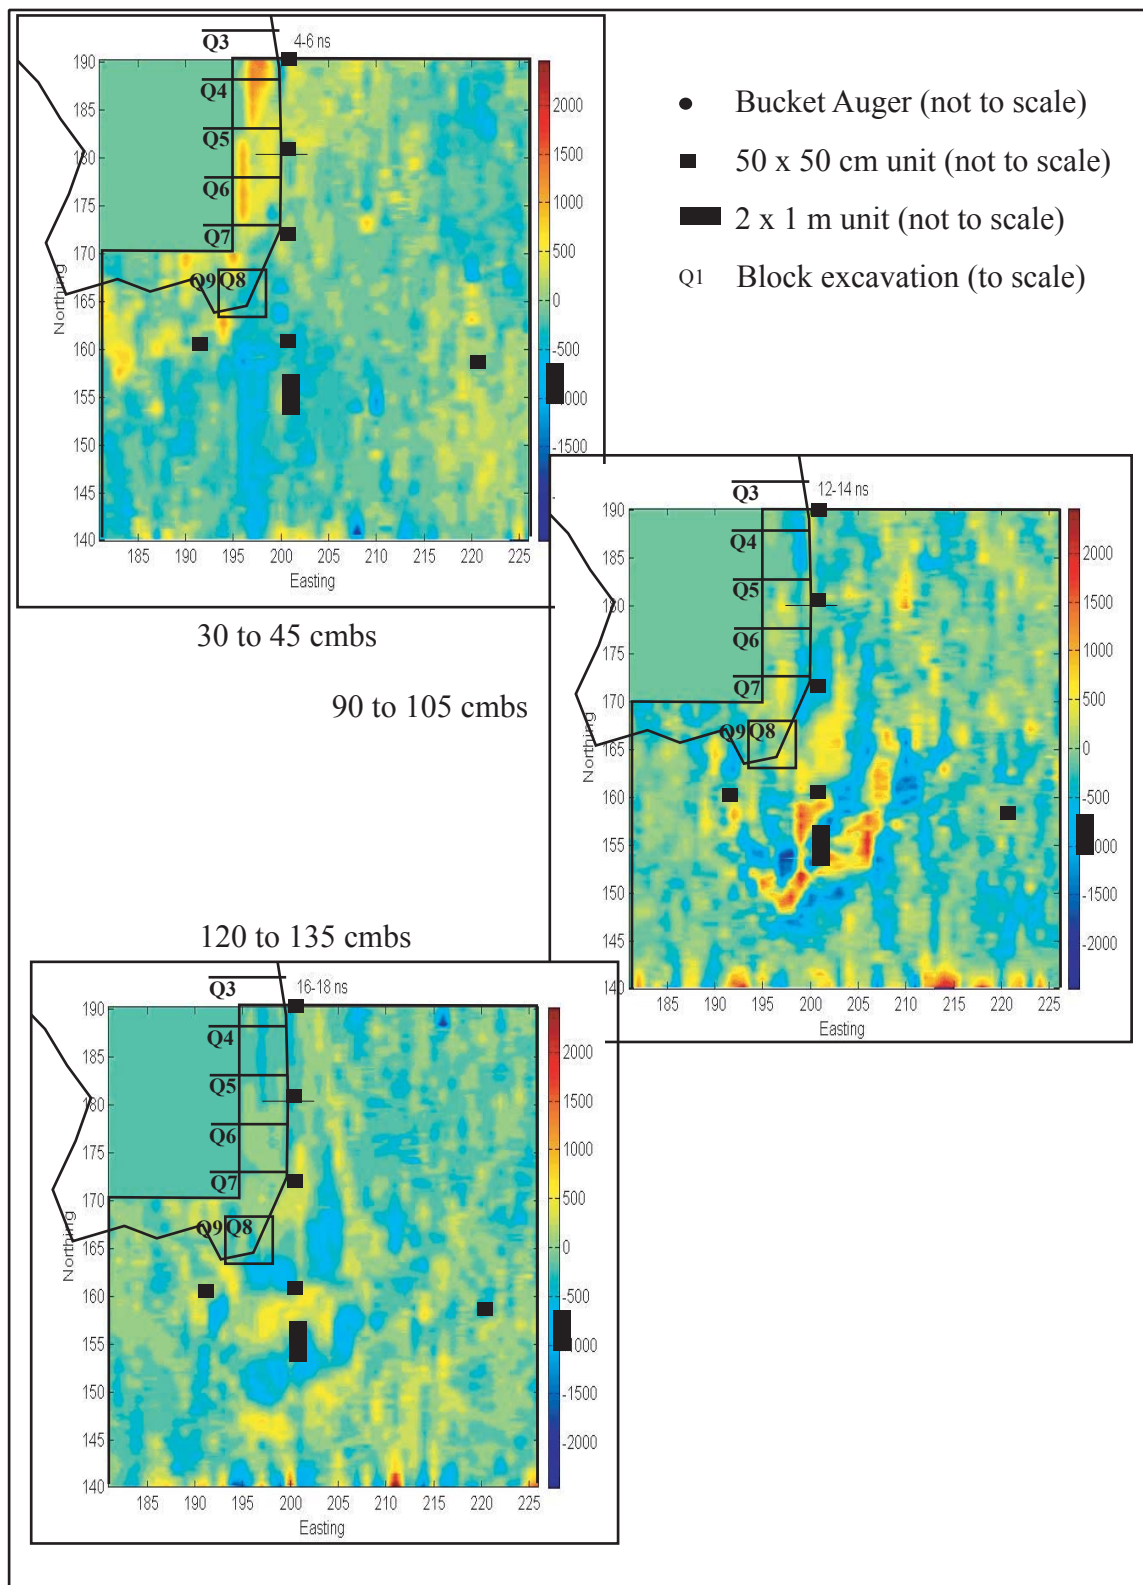 Q3
4-6 ns
190
Q4
2000
185
Q5
1500
180
1000
Q6
175
500
Q7
170
Northing
Q9 Q8
0
165
160
-500
155
-1000
150
-1500
145
140
185 190 195 200 205 210 215 220 225
Easting
30 to 45 cmbs
Bucket Auger (not to scale)
50 x 50 cm unit (not to scale)
2 x 1 m unit (not to scale)
Q1 Block excavation (to scale)
90 to 105 cmbs
Q3
12-14 ns
190
Q4
2000
185
Q5
1500
180
1000
Q6
175
500
Q7
170
Northing
Q9 Q8
0
165
160
-500
155
1000
150
-1500
145
-2000
140
185 190 195 200 205 210 215 220 225
Easting
120 to 135 cmbs
Q3
16-18 ns
190
Q4
2000
185
Q5
1500
180
1000
Q6
175
500
Q7
170
Northing
Q9 Q8
0
165
160
-500
155
1000
150
-1500
145
-2000
140
185 190 195 200 205 210 215 220 225
Easting